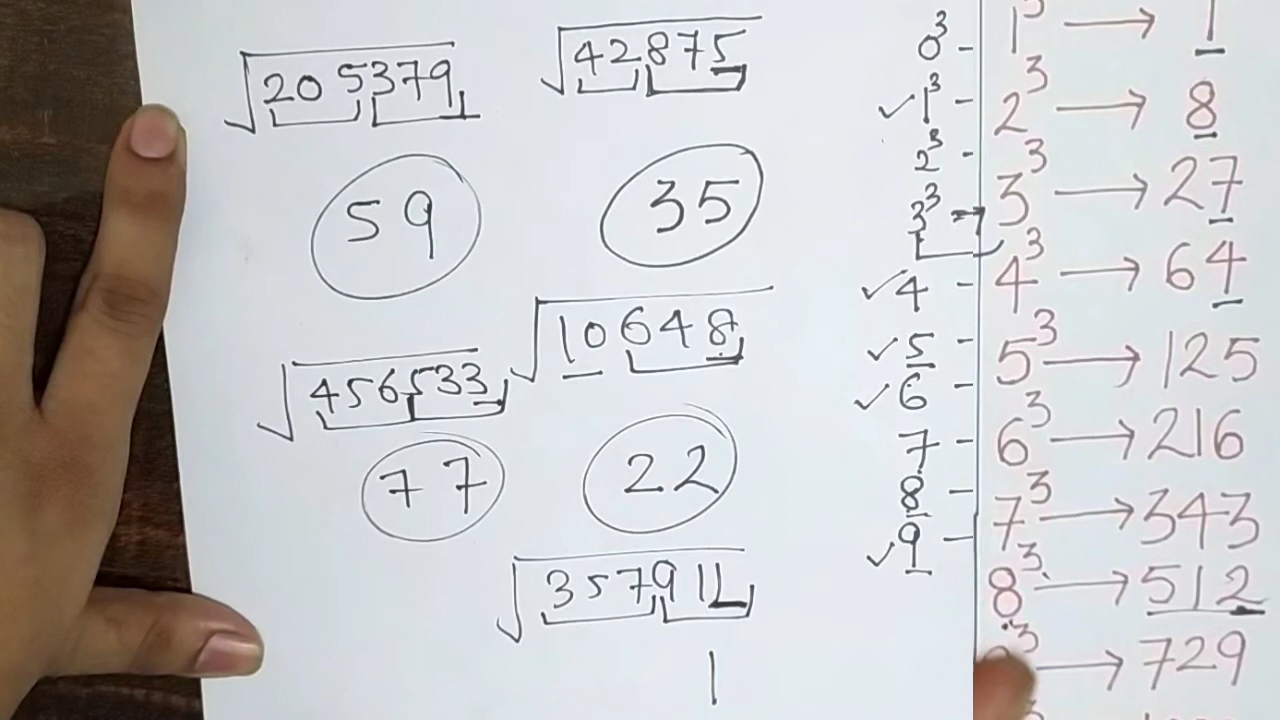 √205379
59
√42875
35
√456533
77
√10648
22
√357911
1
0³ -
✓1³ -
2³ -
3³ -
✓4 -
✓5 -
✓6 -
7 -
8 -
✓9 -
1³ → 1
2³ → 8
3³ → 27
4³ → 64
5³ → 125
6³ → 216
7³ → 343
8³ → 512
³ → 729